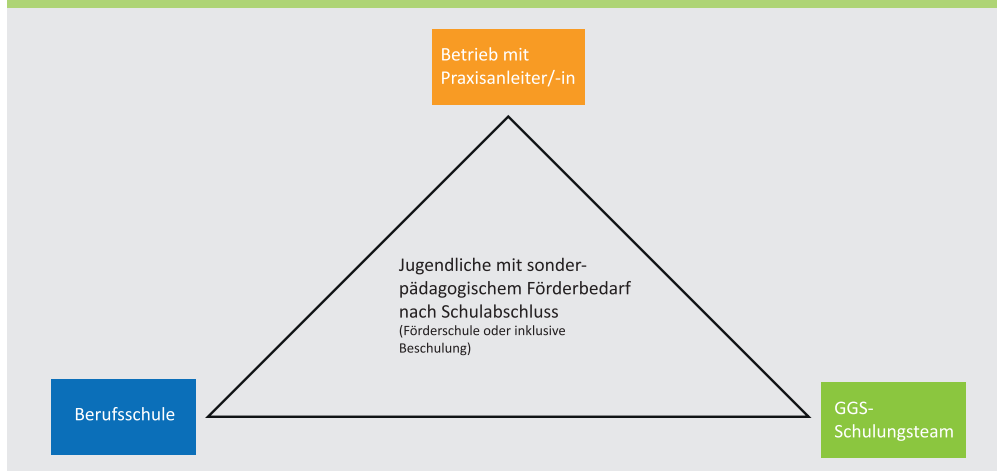 Betrieb mit
Praxisanleiter/-in
Jugendliche mit sonder-
pädagogischem Förderbedarf
nach Schulabschluss
(Förderschule oder inklusive
Beschulung)
Berufsschule
GGS-
Schulungsteam